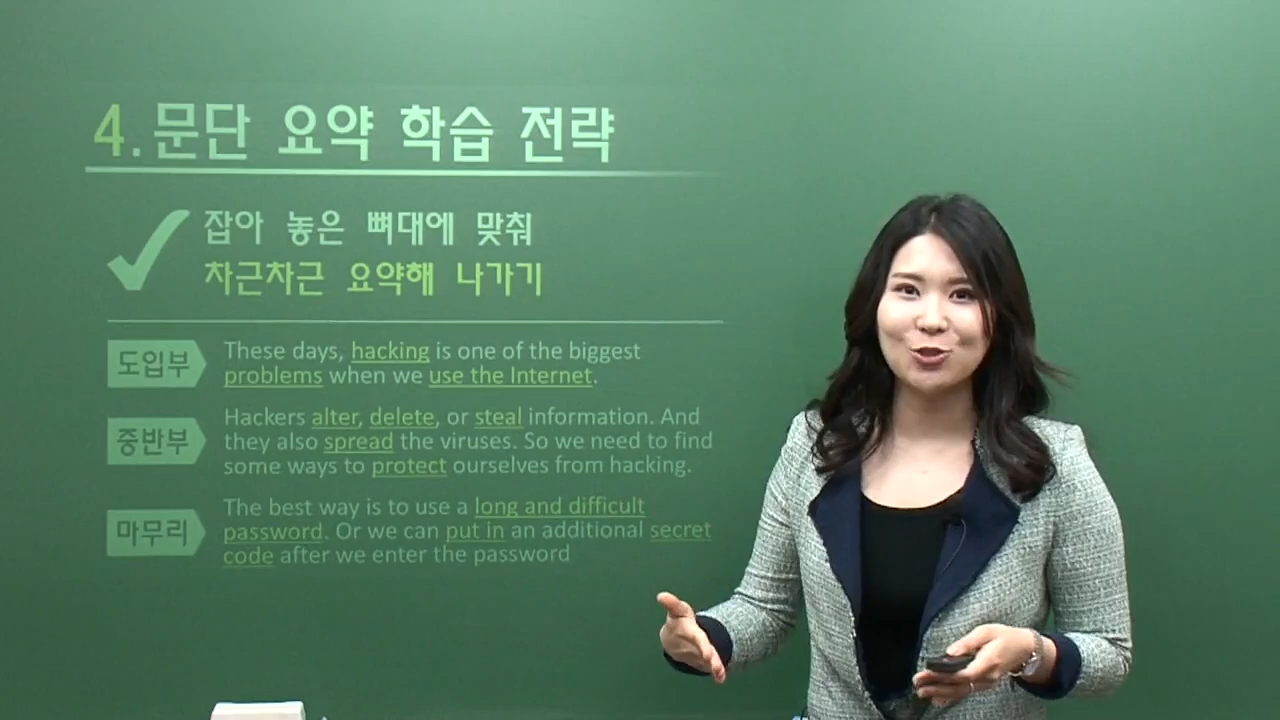 4. 문단 요약 학습 전략
잡아 놓은 뼈대에 맞춰
차근차근 요약해 나가기
도입부
These days, hacking is one of the biggest
problems when we use the Internet.
중반부
Hackers alter, delete, or steal information. And
they also spread the viruses. So we need to find
some ways to protect ourselves from hacking.
마무리
The best way is to use a long and difficult
password. Or we can put in an additional secret
code after we enter the password